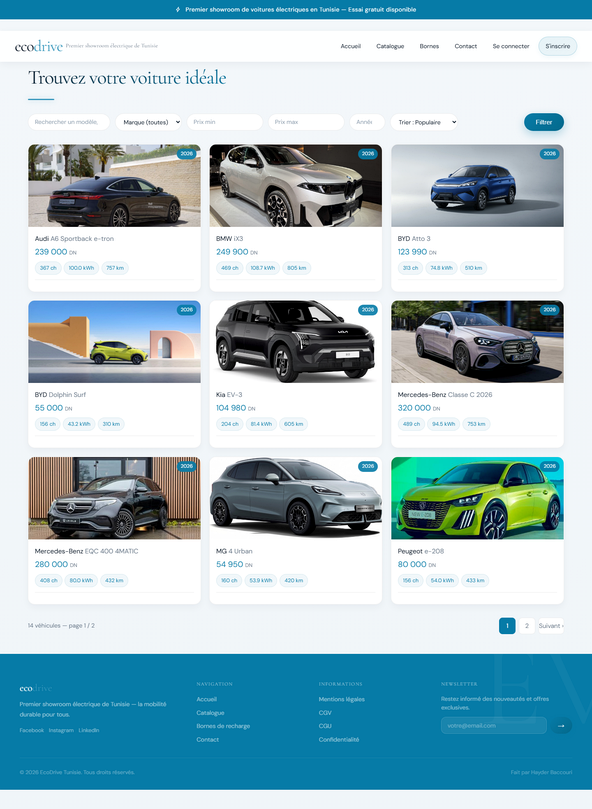 Premier showroom de voitures électriques en Tunisie — Essai gratuit disponible
ecodrive Premier showroom électrique de Tunisie
Accueil Catalogue Bornes Contact Se connecter S'inscrire
Trouvez votre voiture idéale
Rechercher un modèle, Marque (toutes) Prix min Prix max Anné Trier : Populaire Filtrer
2026 2026 2026
Audi A6 Sportback e-tron
239 000 DN
367 ch 100.0 kWh 757 km
BMW iX3
249 900 DN
469 ch 108.7 kWh 805 km
BYD Atto 3
123 990 DN
313 ch 74.8 kWh 510 km
2026 2026 2026
BYD Dolphin Surf
55 000 DN
156 ch 43.2 kWh 310 km
Kia EV-3
104 980 DN
204 ch 81.4 kWh 605 km
Mercedes-Benz Classe C 2026
320 000 DN
489 ch 94.5 kWh 753 km
2026 2026 2026
Mercedes-Benz EQC 400 4MATIC
280 000 DN
408 ch 80.0 kWh 432 km
MG 4 Urban
54 950 DN
160 ch 53.9 kWh 420 km
Peugeot e-208
80 000 DN
156 ch 54.0 kWh 433 km
14 véhicules — page 1 / 2
1 2 Suivant ›
ecodrive
Premier showroom électrique de Tunisie — la mobilité
durable pour tous.
Facebook Instagram LinkedIn
NAVIGATION
Accueil
Catalogue
Bornes de recharge
Contact
INFORMATIONS
Mentions légales
CGV
CGU
Confidentialité
NEWSLETTER
Restez informé des nouveautés et offres
exclusives.
votre@email.com →
EV
© 2026 EcoDrive Tunisie. Tous droits réservés.
Fait par Hayder Baccouri